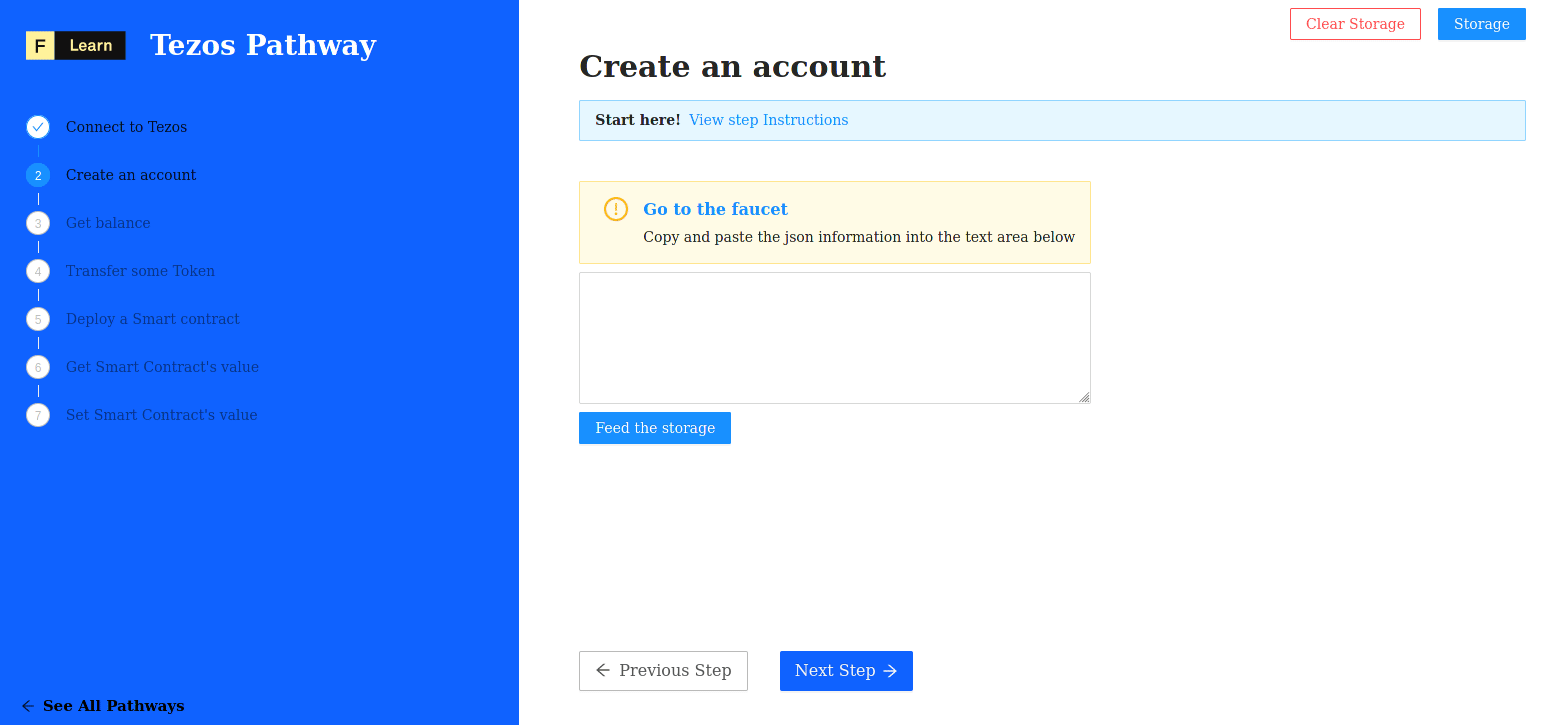 F Learn
Tezos Pathway
Connect to Tezos
2 Create an account
3 Get balance
4 Transfer some Token
5 Deploy a Smart contract
6 Get Smart Contract's value
7 Set Smart Contract's value
See All Pathways
Clear Storage
Storage
Create an account
Start here! View step Instructions
Go to the faucet
Copy and paste the json information into the text area below
Feed the storage
Previous Step
Next Step